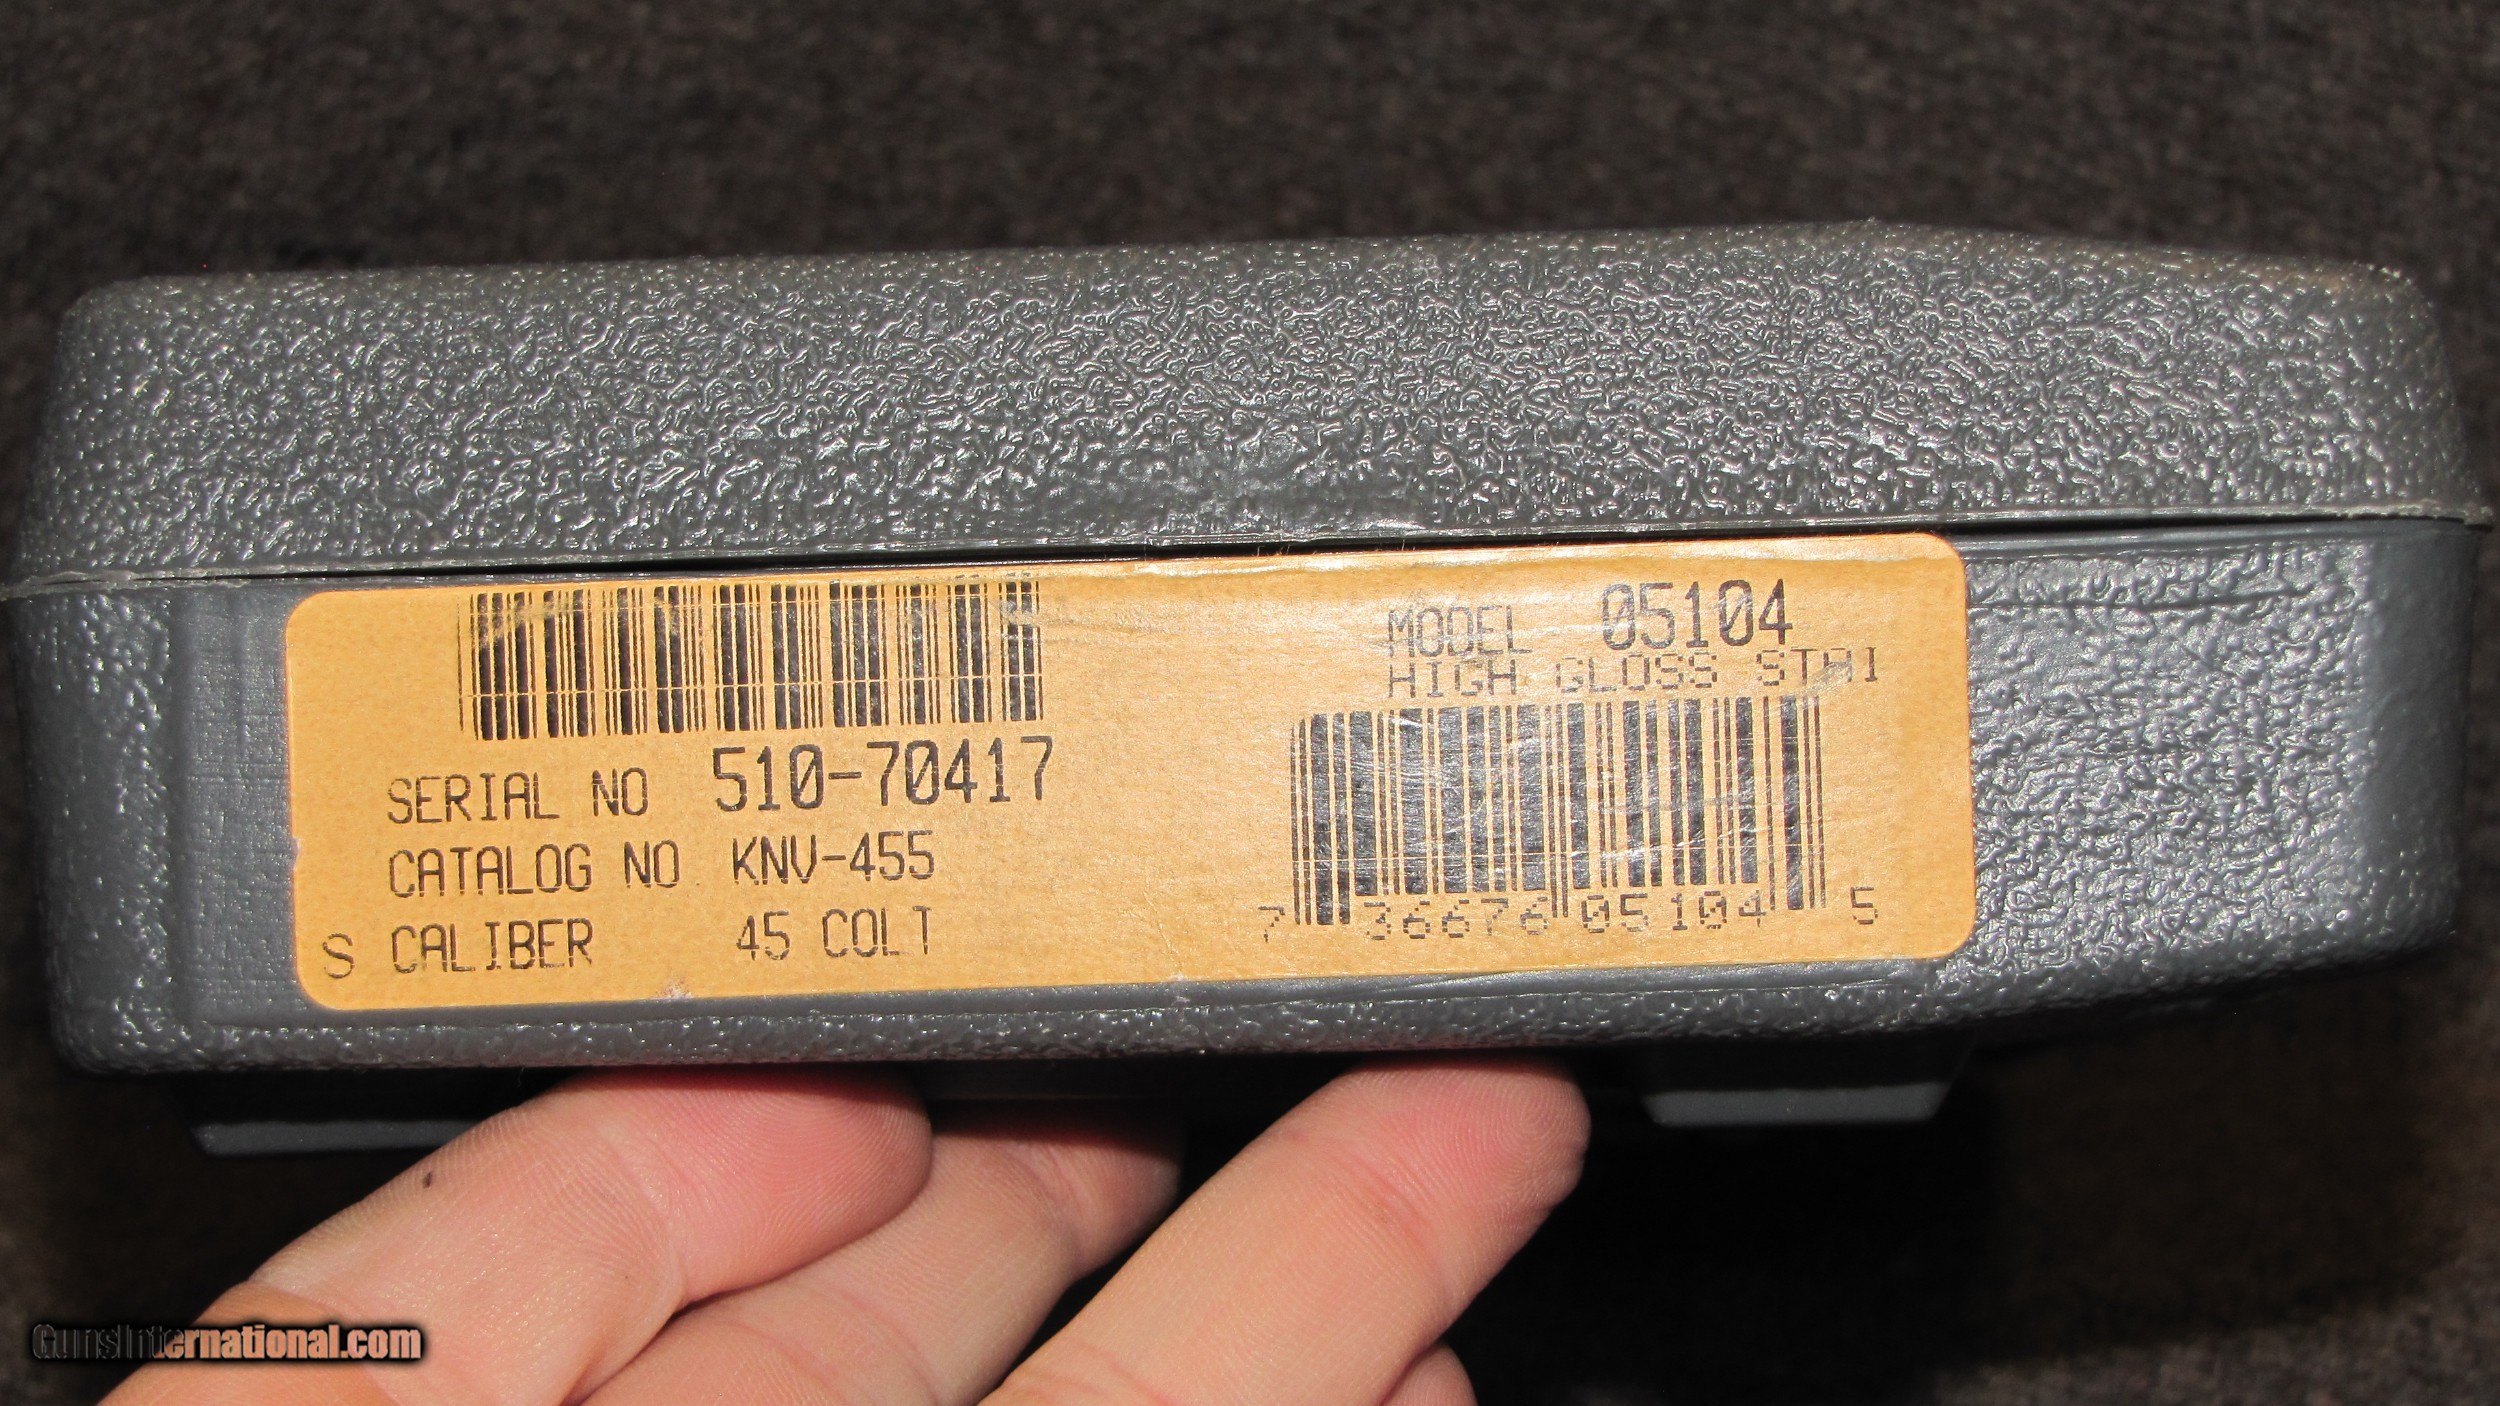 SERIAL NO 510-70417
CATALOG NO KNV-455
S CALIBER 45 COLT
MODEL 05104
HIGH GLOSS STAI
7 36676 05104 5
GunsInternational.com